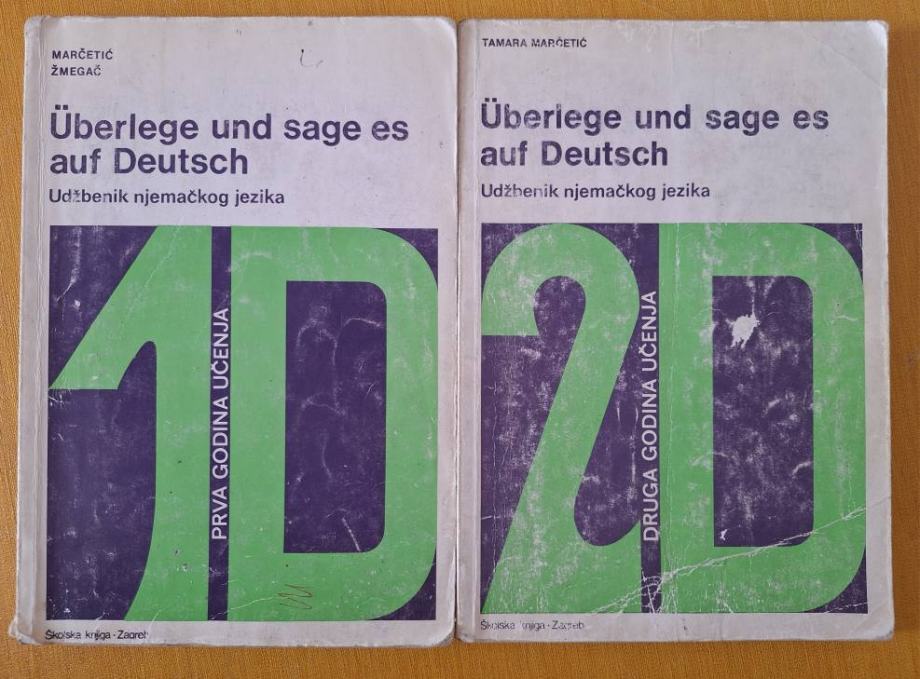 MARČETIĆ
ŽMEGAČ
Überlege und sage es
auf Deutsch
Udžbenik njemačkog jezika
1D
PRVA GODINA UČENJA
Školska knjiga · Zagreb
TAMARA MARČETIĆ
Überlege und sage es
auf Deutsch
Udžbenik njemačkog jezika
2D
DRUGA GODINA UČENJA
Školska knjiga · Zagreb